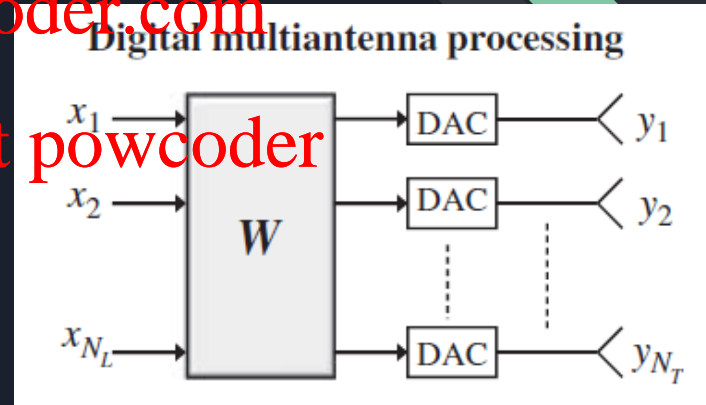 oder.com
Digital multiantenna processing
x1 DAC y1
t powcoder
x2 DAC y2
W
xNL DAC yNT